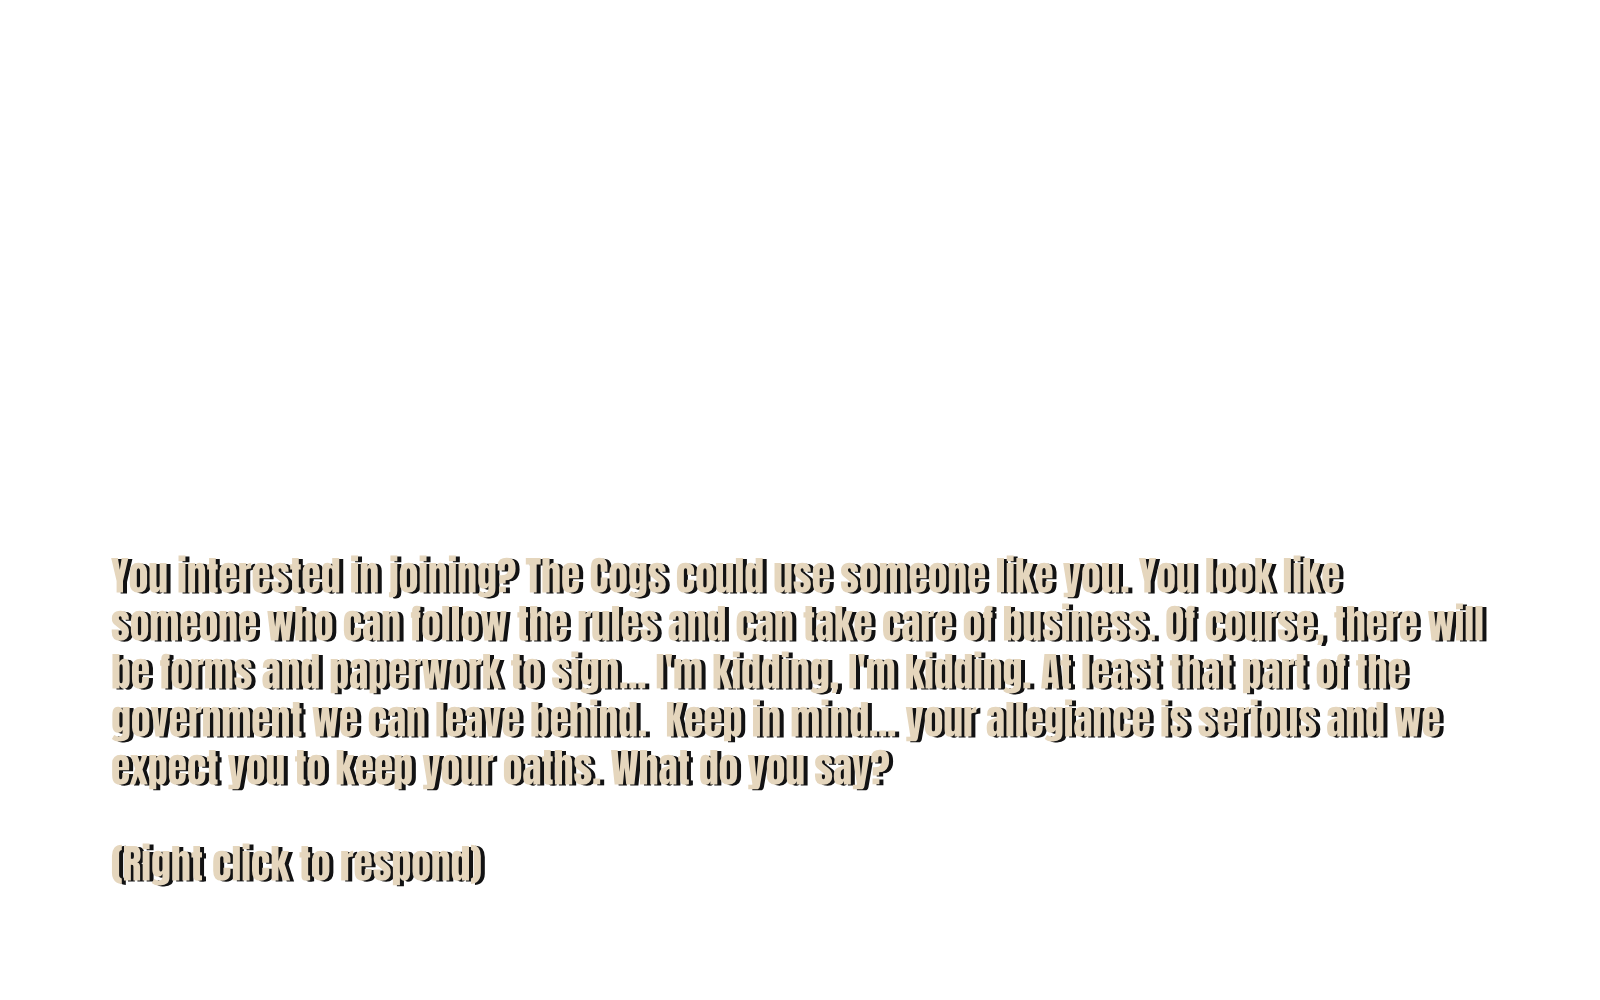 You interested in joining? The Cogs could use someone like you. You look like
someone who can follow the rules and can take care of business. Of course, there will
be forms and paperwork to sign... I'm kidding, I'm kidding. At least that part of the
government we can leave behind.  Keep in mind... your allegiance is serious and we
expect you to keep your oaths. What do you say?
(Right click to respond)